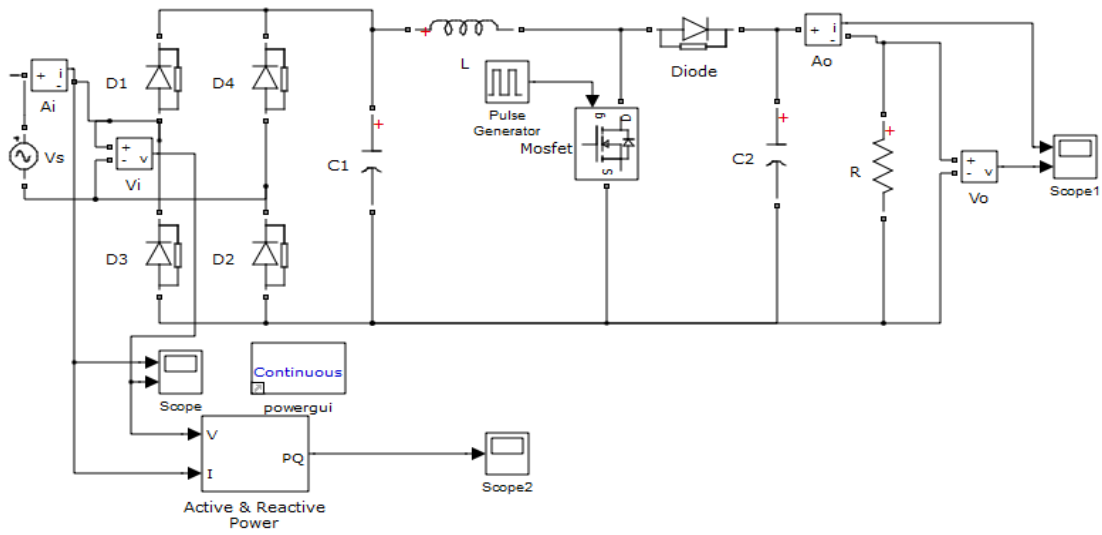 L
Diode
+ i
-
Ao
+ i
-
Ai
D1
D4
Pulse
Generator
g
D
S
Mosfet
Vs
+
-
v
Vi
C1
C2
R
+
-
v
Vo
Scope1
D3
D2
Scope
Continuous
powergui
V
I
PQ
Active & Reactive
Power
Scope2